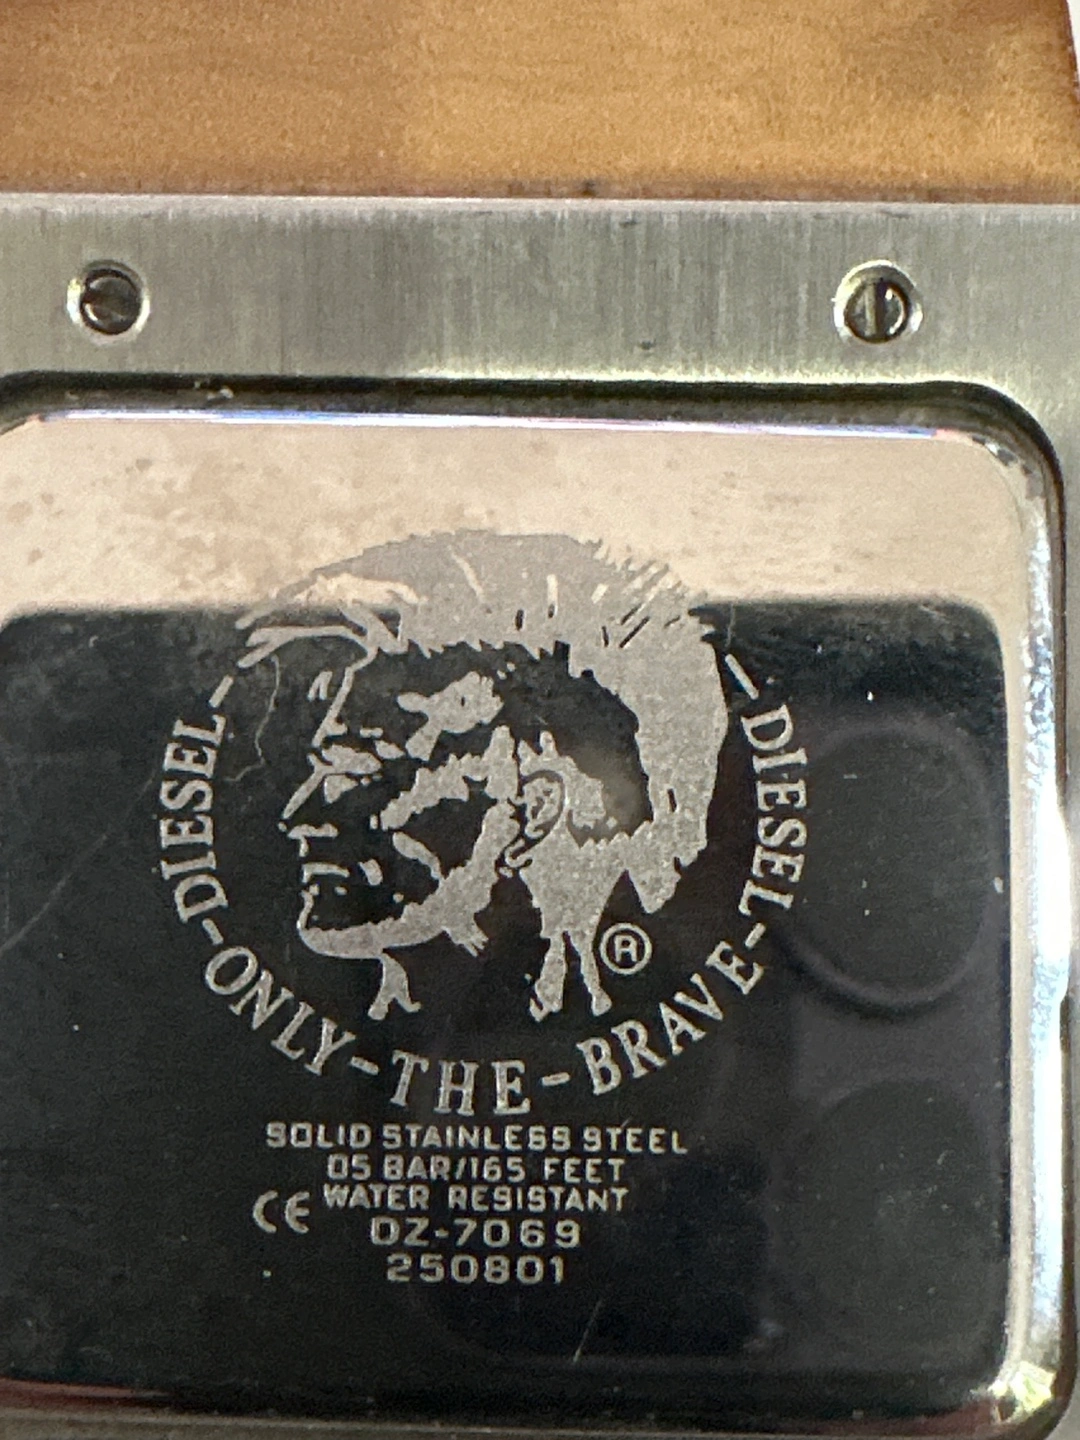 DIESEL-ONLY-THE-BRAVE-DIESEL-
®
SOLID STAINLESS STEEL
05 BAR/165 FEET
CE WATER RESISTANT
DZ-7069
250801